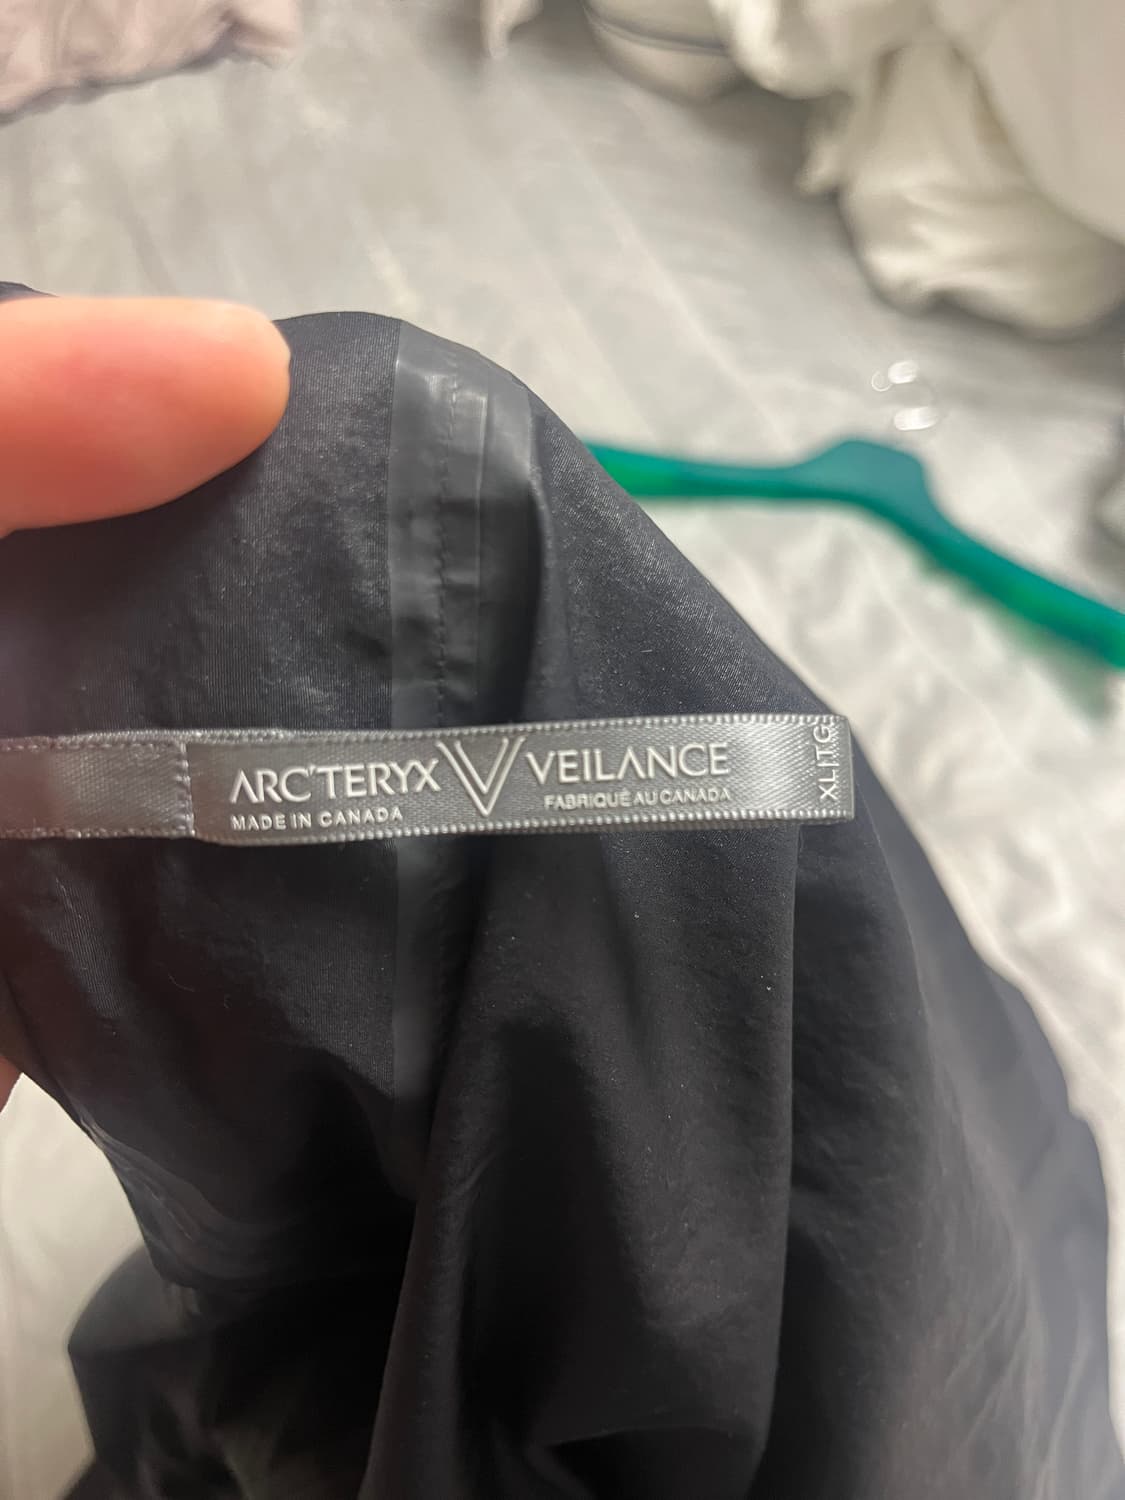 ARC'TERYX VEILANCE
MADE IN CANADA FABRIQUÉ AU CANADA
XL|TG